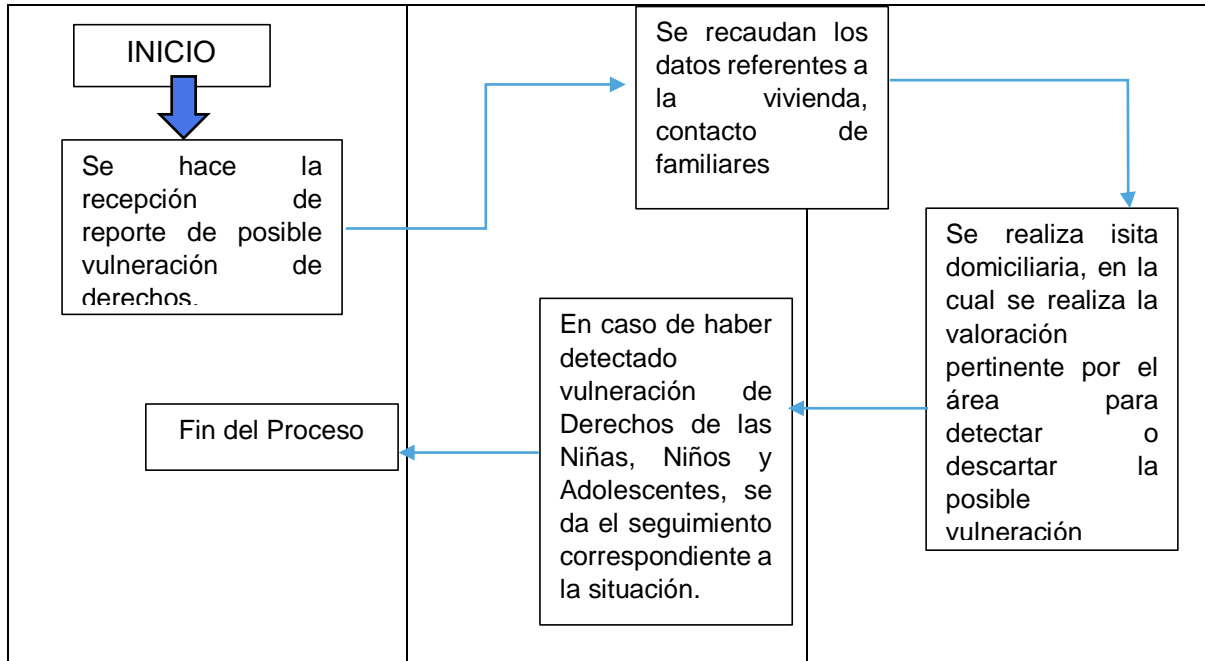 INICIO
Se hace la
recepción de
reporte de posible
vulneración de
derechos.
Se recaudan los
datos referentes a
la vivienda,
contacto de
familiares
Se realiza isita
domiciliaria, en la
cual se realiza la
valoración
pertinente por el
área para
detectar o
descartar la
posible
vulneración
En caso de haber
detectado
vulneración de
Derechos de las
Niñas, Niños y
Adolescentes, se
da el seguimiento
correspondiente a
la situación.
Fin del Proceso